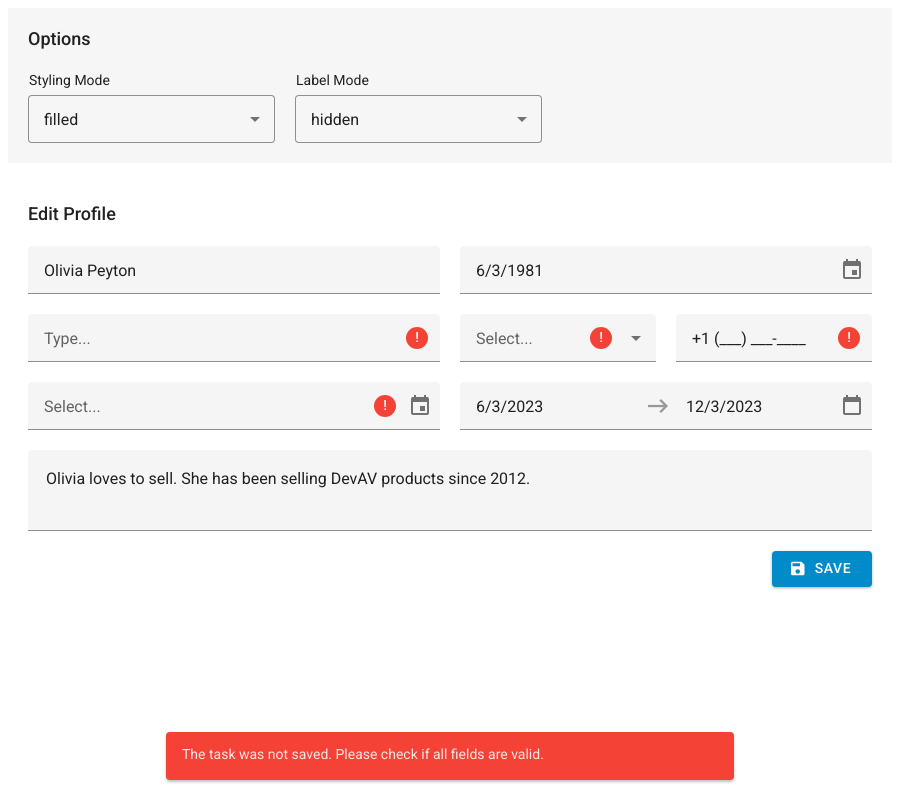 Options
Styling Mode Label Mode
filled hidden
Edit Profile
Olivia Peyton 6/3/1981
Type... ! Select... ! +1 (___) ___-____ !
Select... ! 6/3/2023 → 12/3/2023
Olivia loves to sell. She has been selling DevAV products since 2012.
SAVE
The task was not saved. Please check if all fields are valid.